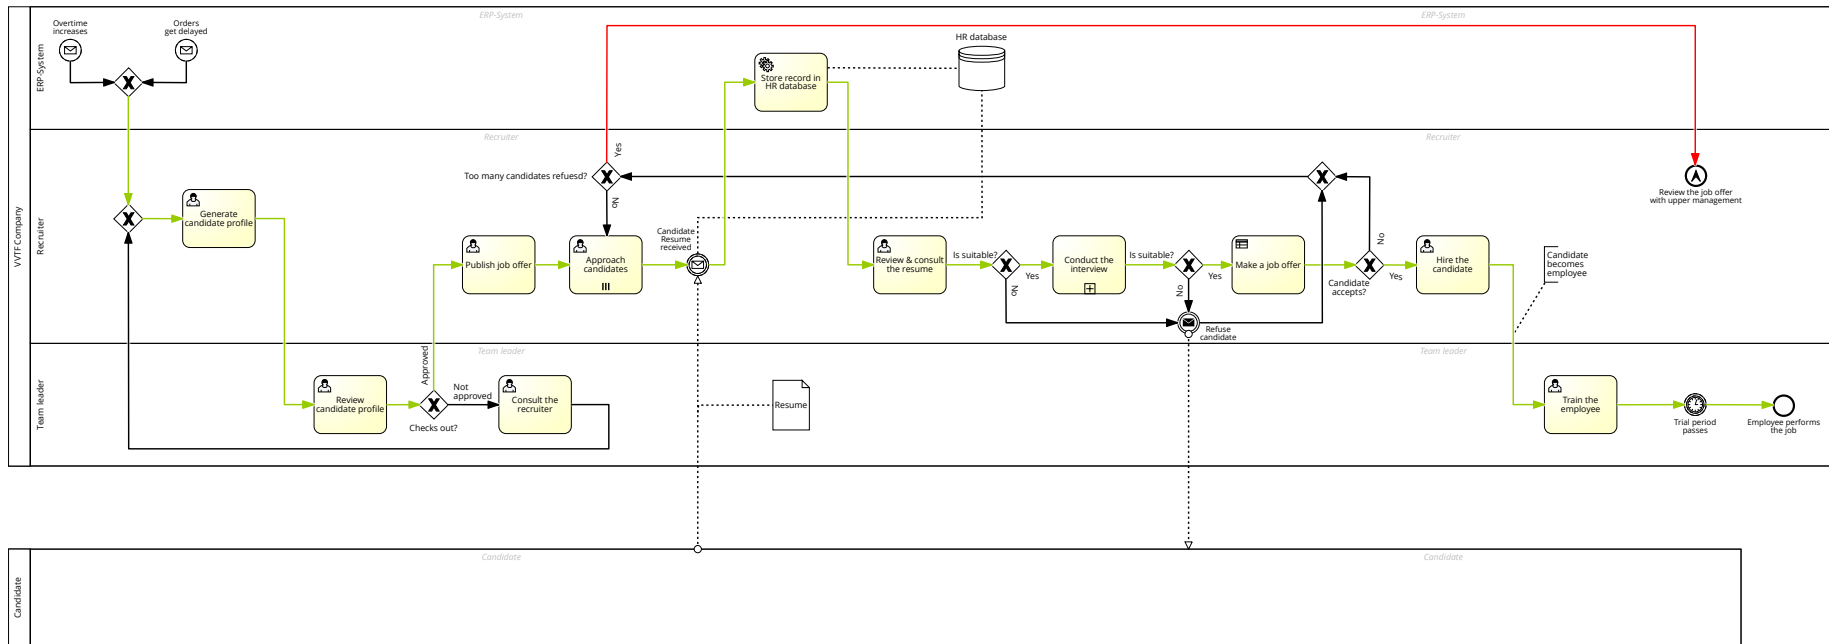 ERP-System
ERP-System
Overtime
increases
Orders
get delayed
ERP-System
HR database
Store record in
HR database
VVTF Company
Recruiter
Recruiter
Recruiter
Yes
Too many candidates refuesd?
No
Generate
candidate profile
Publish job offer
Approach
candidates
Candidate
Resume
received
Review & consult
the resume
Is suitable?
Yes
No
Conduct the
interview
Is suitable?
Yes
No
Refuse
candidate
Make a job offer
Candidate
accepts?
No
Yes
Hire the
candidate
Candidate
becomes
employee
Review the job offer
with upper management
Team leader
Team leader
Team leader
Review
candidate profile
Approved
Not
approved
Checks out?
Consult the
recruiter
Resume
Train the
employee
Trial period
passes
Employee performs
the job
Candidate
Candidate
Candidate